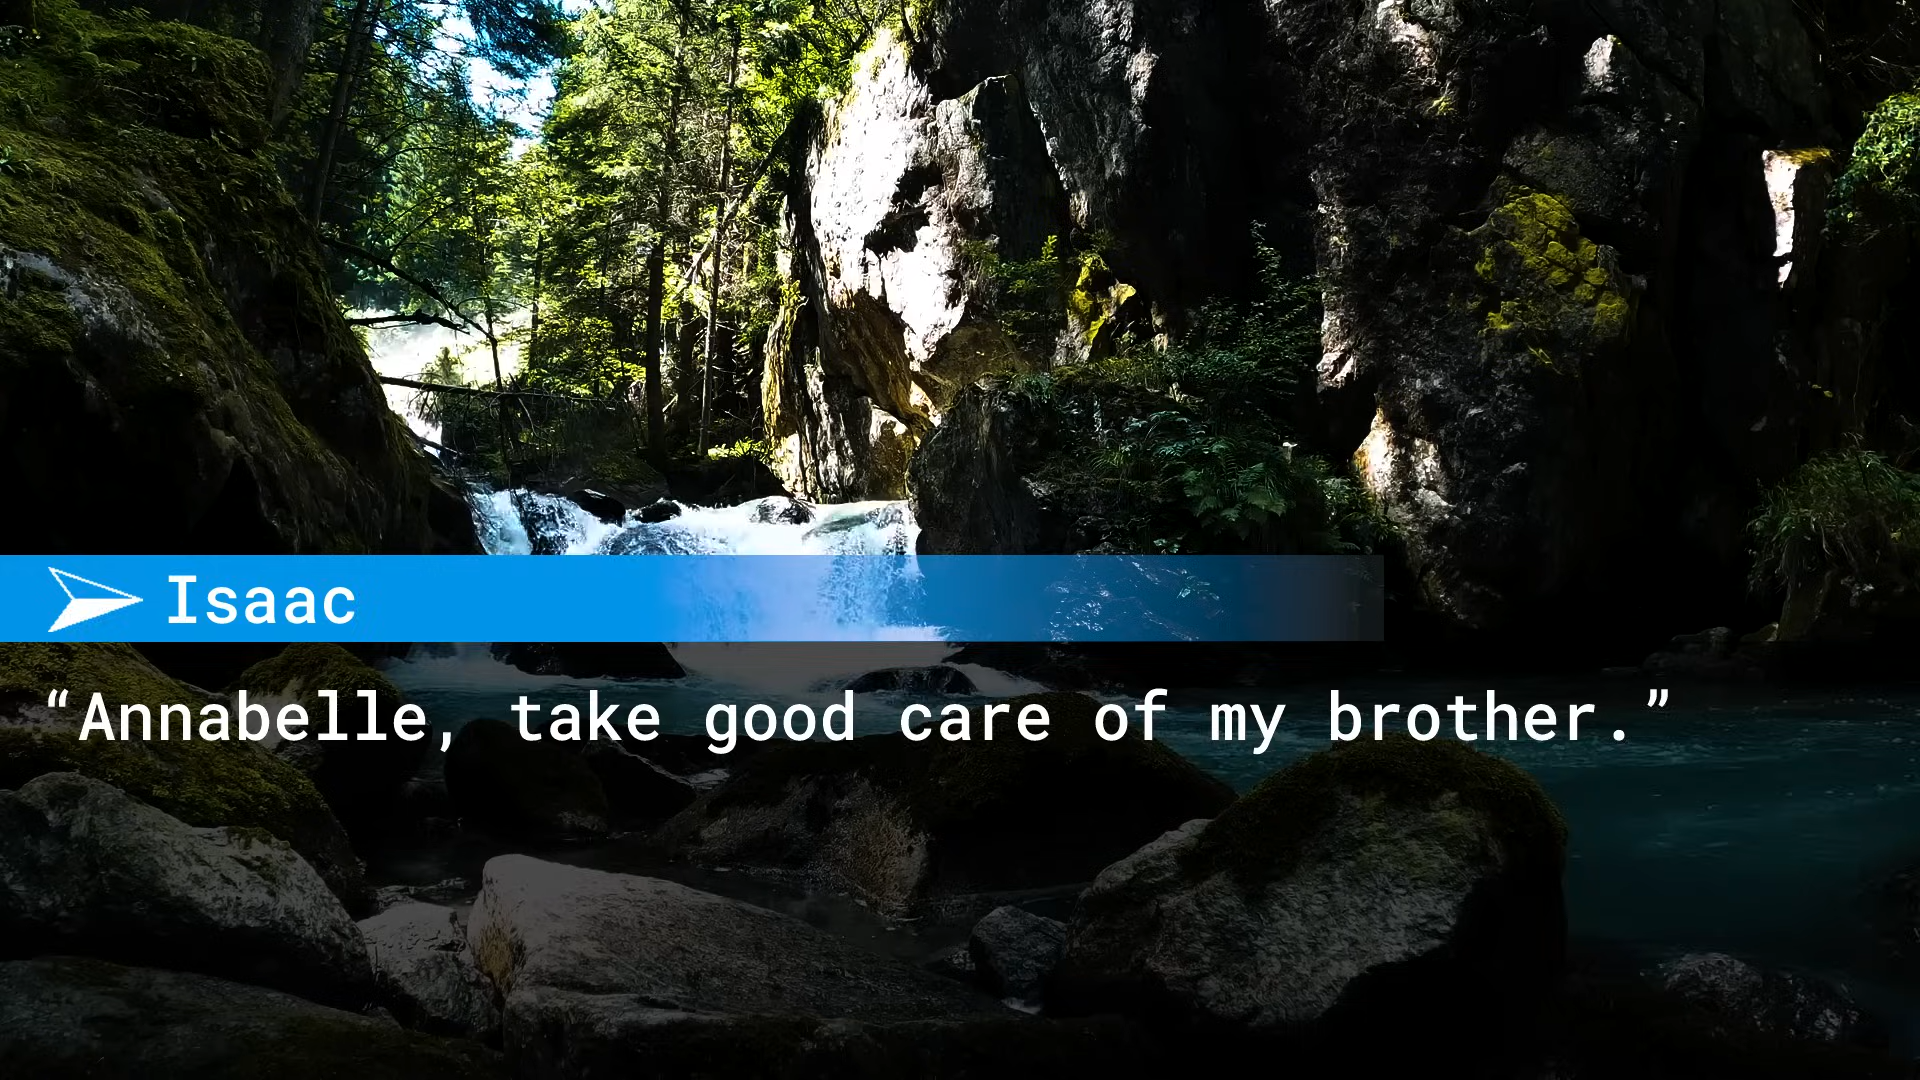 Isaac
“Annabelle, take good care of my brother.”